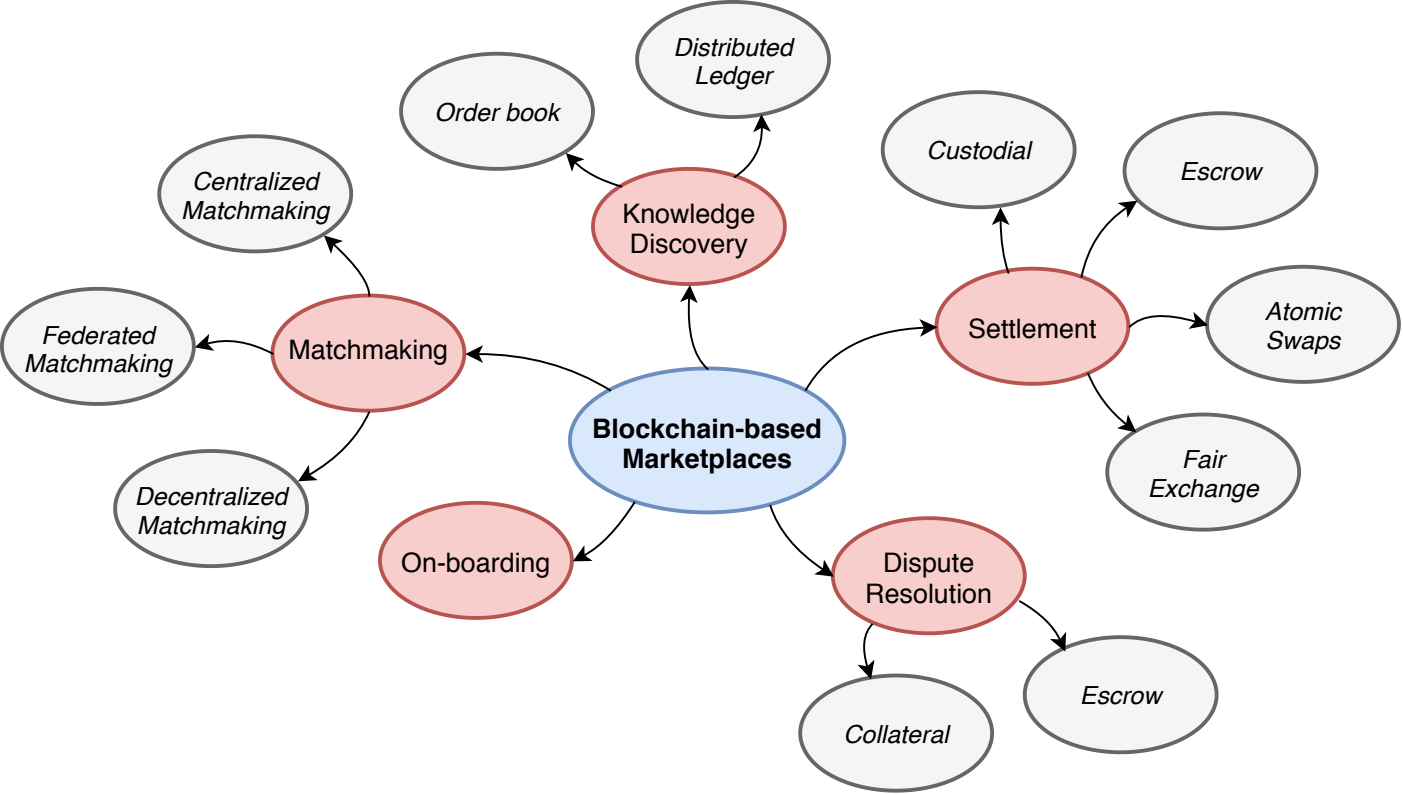 Distributed
Ledger
Order book
Custodial
Escrow
Centralized
Matchmaking
Knowledge
Discovery
Atomic
Swaps
Settlement
Federated
Matchmaking
Matchmaking
Blockchain-based
Marketplaces
Fair
Exchange
Decentralized
Matchmaking
On-boarding
Dispute
Resolution
Escrow
Collateral